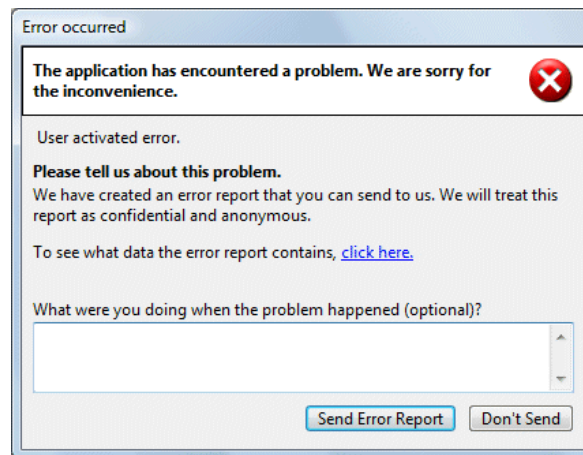 Error occurred
The application has encountered a problem. We are sorry for
the inconvenience.
User activated error.
Please tell us about this problem.
We have created an error report that you can send to us. We will treat this
report as confidential and anonymous.
To see what data the error report contains, click here.
What were you doing when the problem happened (optional)?
Send Error Report Don't Send